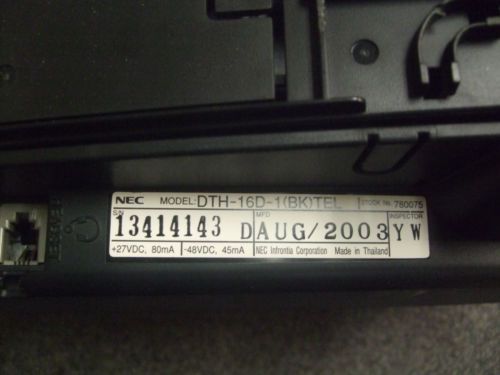 NEC MODEL: DTH-16D-1(BK)TEL STOCK No. 780075
S/N MFD INSPECTOR
13414143 D AUG/2003 YW
+27VDC, 80mA -48VDC, 45mA NEC Infrontia Corporation Made in Thailand